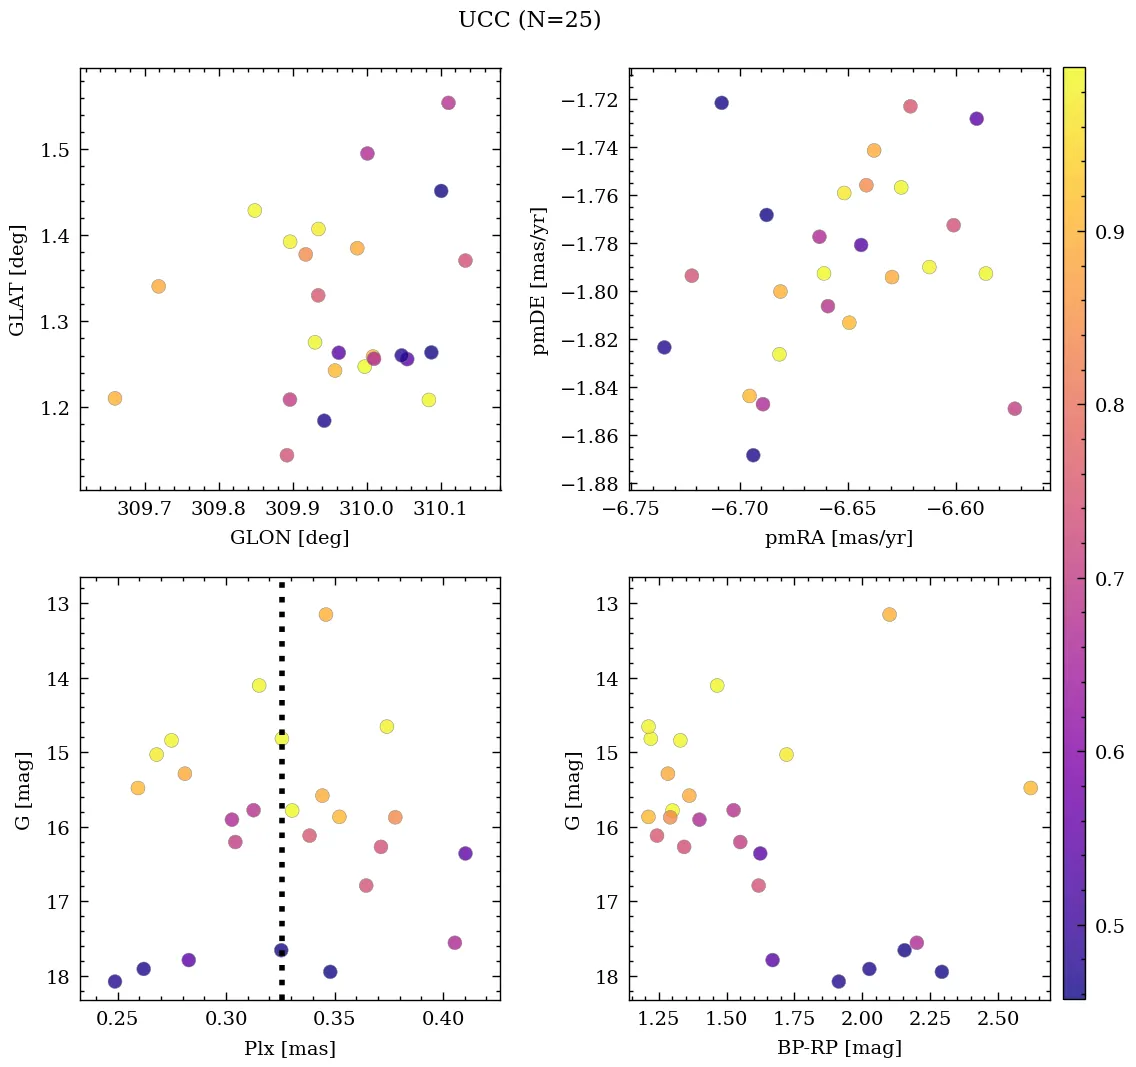 UCC (N=25)
1.5
1.4
1.3
1.2
GLAT [deg]
309.7 309.8 309.9 310.0 310.1
GLON [deg]
−1.72
−1.74
−1.76
−1.78
−1.80
−1.82
−1.84
−1.86
−1.88
pmDE [mas/yr]
−6.75 −6.70 −6.65 −6.60
pmRA [mas/yr]
0.9
0.8
0.7
0.6
0.5
13
14
15
16
17
18
G [mag]
0.25 0.30 0.35 0.40
Plx [mas]
13
14
15
16
17
18
G [mag]
1.25 1.50 1.75 2.00 2.25 2.50
BP-RP [mag]